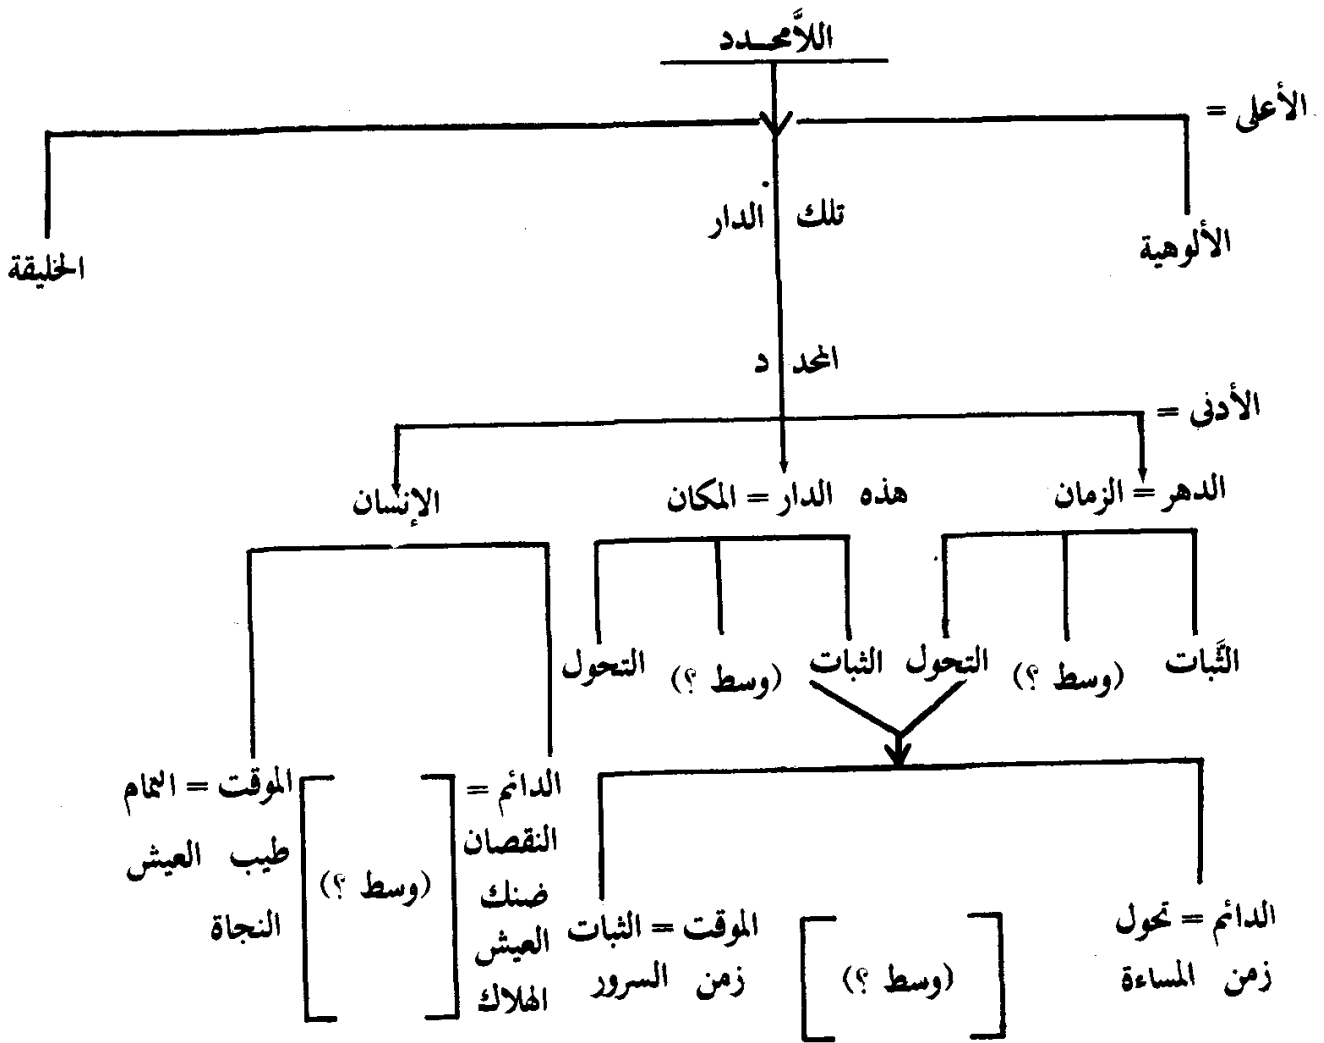 اللاَّمحـدد
الأعلى =
تلك الدار
الألوهية
الخليقة
المحدد
الأدنى =
الدهر = الزمان
هذه الدار = المكان
الإنسان
الثَّبات
(وسط ؟)
التحول
الثبات
(وسط ؟)
التحول
الدائم =
النقصان
ضنك
العيش
الهلاك
(وسط ؟)
الموقت = التمام
طيب العيش
النجاة
الدائم = تحول
زمن المساءة
(وسط ؟)
الموقت = الثبات
زمن السرور